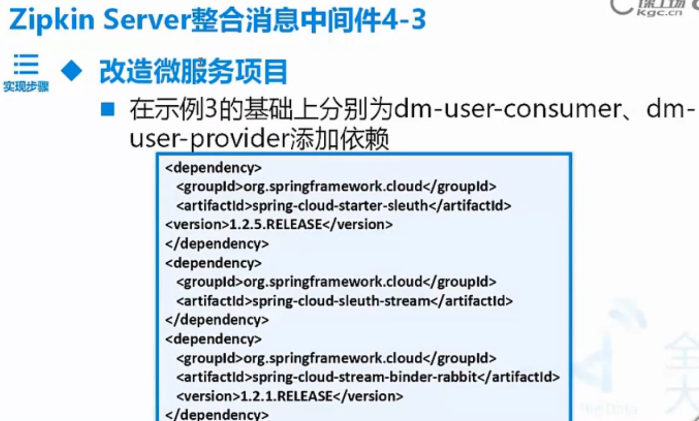 Zipkin Server整合消息中间件4-3
课工场
kgc.cn
实现步骤
改造微服务项目
在示例3的基础上分别为dm-user-consumer、dm-
user-provider添加依赖
<dependency>
<groupId>org.springframework.cloud</groupId>
<artifactId>spring-cloud-starter-sleuth</artifactId>
<version>1.2.5.RELEASE</version>
</dependency>
<dependency>
<groupId>org.springframework.cloud</groupId>
<artifactId>spring-cloud-sleuth-stream</artifactId>
</dependency>
<dependency>
<groupId>org.springframework.cloud</groupId>
<artifactId>spring-cloud-stream-binder-rabbit</artifactId>
<version>1.2.1.RELEASE</version>
</dependency>
全
大